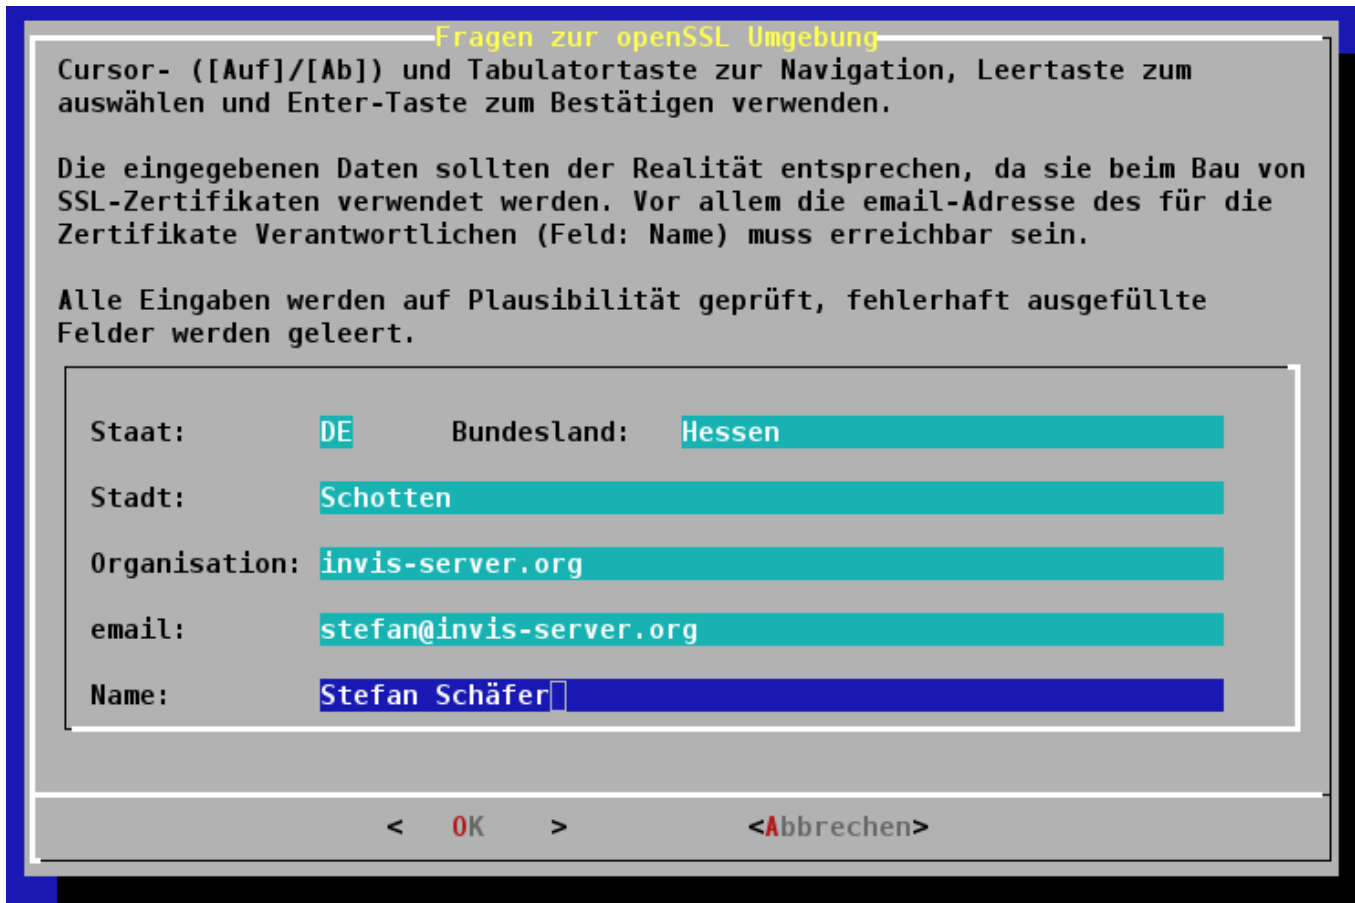 Fragen zur openSSL Umgebung
Cursor- ([Auf]/[Ab]) und Tabulatortaste zur Navigation, Leertaste zum
auswählen und Enter-Taste zum Bestätigen verwenden.
Die eingegebenen Daten sollten der Realität entsprechen, da sie beim Bau von
SSL-Zertifikaten verwendet werden. Vor allem die email-Adresse des für die
Zertifikate Verantwortlichen (Feld: Name) muss erreichbar sein.
Alle Eingaben werden auf Plausibilität geprüft, fehlerhaft ausgefüllte
Felder werden geleert.
Staat: DE Bundesland: Hessen
Stadt: Schotten
Organisation: invis-server.org
email: stefan@invis-server.org
Name: Stefan Schäfer
< OK > <Abbrechen>